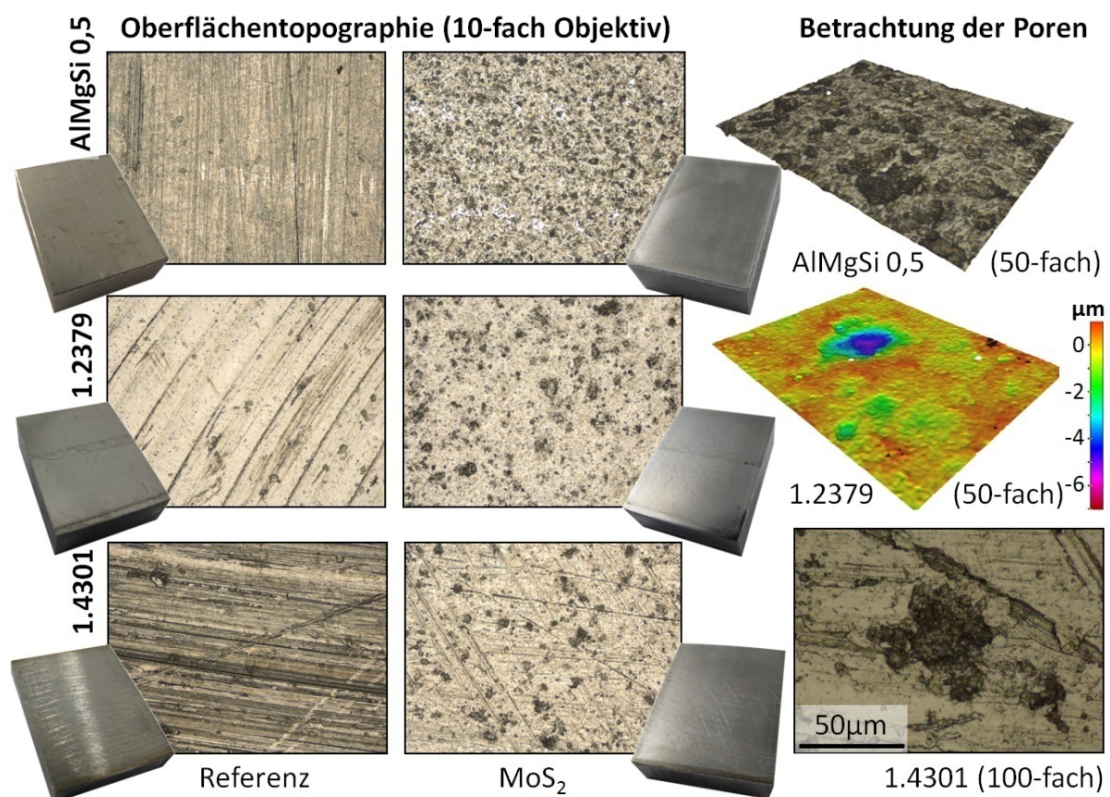 Oberflächentopographie (10-fach Objektiv)
Betrachtung der Poren
AlMgSi 0,5
AlMgSi 0,5 (50-fach)
1.2379
µm
0
-2
-4
-6
1.2379 (50-fach)
1.4301
50µm
Referenz
MoS₂
1.4301 (100-fach)